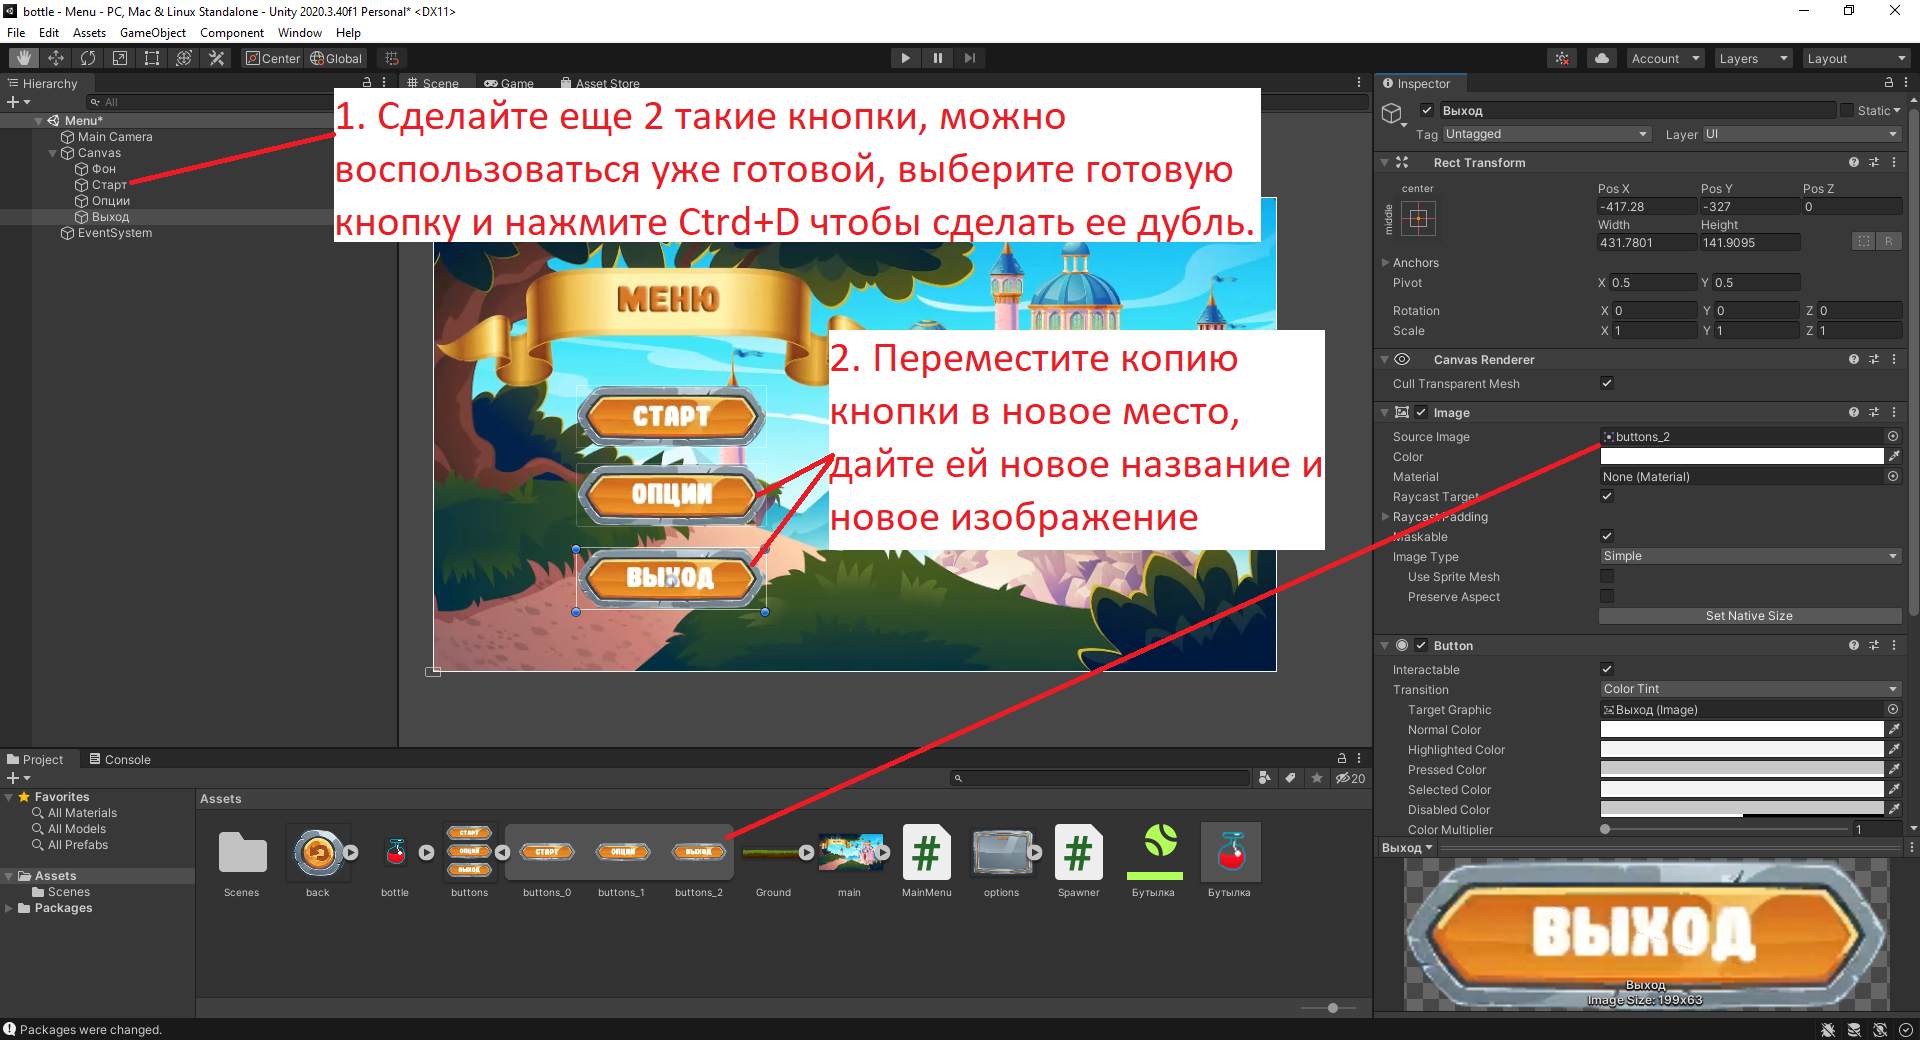 bottle - Menu - PC, Mac & Linux Standalone - Unity 2020.3.40f1 Personal* <DX11>
File Edit Assets GameObject Component Window Help
Center Global Account Layers Layout
Hierarchy
All
Menu*
Main Camera
Canvas
Фон
Старт
Опции
Выход
EventSystem
Scene Game Asset Store
1. Сделайте еще 2 такие кнопки, можно
воспользоваться уже готовой, выберите готовую
кнопку и нажмите Ctrd+D чтобы сделать ее дубль.
МЕНЮ
СТАРТ
ОПЦИИ
ВЫХОД
2. Переместите копию
кнопки в новое место,
дайте ей новое название и
новое изображение
Inspector
Выход Static
Tag Untagged Layer UI
Rect Transform
center
middle
Pos X Pos Y Pos Z
-417.28 -327 0
Width Height
431.7801 141.9095
R
Anchors
Pivot X 0.5 Y 0.5
Rotation X 0 Y 0 Z 0
Scale X 1 Y 1 Z 1
Canvas Renderer
Cull Transparent Mesh
Image
Source Image buttons_2
Color
Material None (Material)
Raycast Target
Raycast Padding
Maskable
Image Type Simple
Use Sprite Mesh
Preserve Aspect
Set Native Size
Button
Interactable
Transition Color Tint
Target Graphic Выход (Image)
Normal Color
Highlighted Color
Pressed Color
Selected Color
Disabled Color
Color Multiplier 1
Выход
ВЫХОД
Выход
Image Size: 199x63
Project Console
20
Favorites
All Materials
All Models
All Prefabs
Assets
Scenes
Packages
Assets
СТАРТ
ОПЦИИ
ВЫХОД
СТАРТ ОПЦИИ ВЫХОД
Scenes back bottle buttons buttons_0 buttons_1 buttons_2 Ground main MainMenu options Spawner Бутылка Бутылка
Packages were changed.